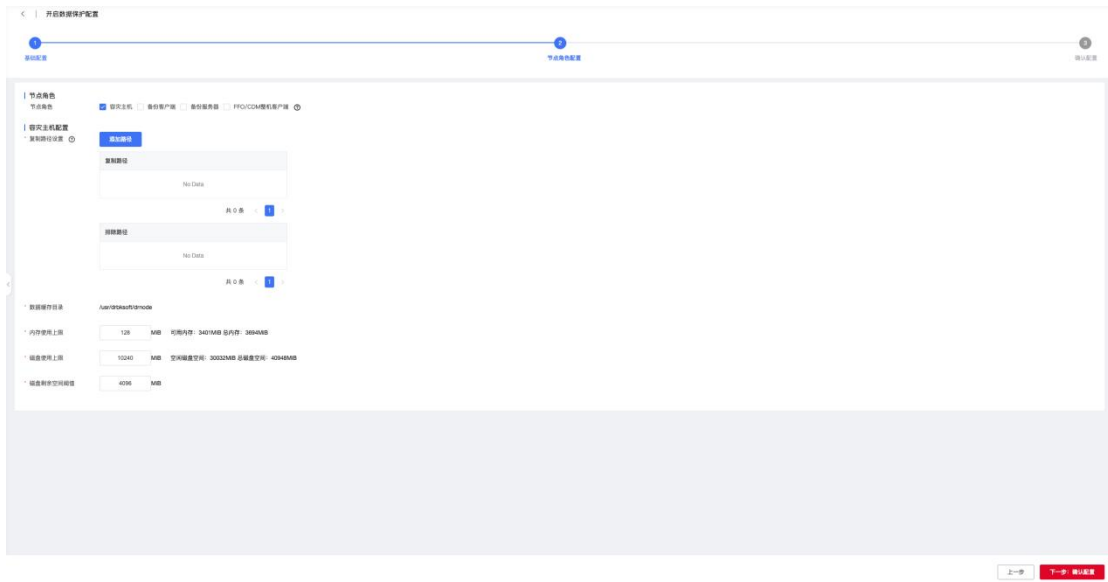 开启数据保护配置
1
2
3
基础配置
节点角色配置
确认配置
节点角色
节点角色
容灾主机
备份客户端
备份服务器
FFO/CDM整机客户端
容灾主机配置
* 复制路径设置
添加路径
复制路径
No Data
共 0 条 < 1 >
排除路径
No Data
共 0 条 < 1 >
* 数据缓存目录 /usr/drbksoft/drnode
* 内存使用上限 128 MiB 可用内存: 3401MiB 总内存: 3694MiB
* 磁盘使用上限 10240 MiB 空闲磁盘空间: 30032MiB 总磁盘空间: 40948MiB
* 磁盘剩余空间阈值 4096 MiB
上一步
下一步: 确认配置